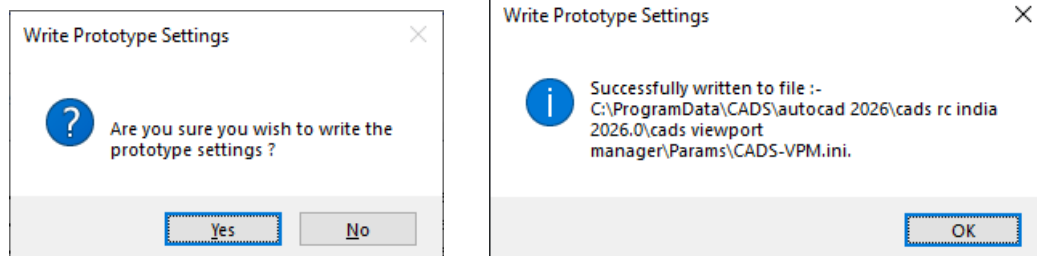 Write Prototype Settings
Are you sure you wish to write the
prototype settings ?
Yes
No
Write Prototype Settings
Successfully written to file :-
C:\ProgramData\CADS\autocad 2026\cads rc india
2026.0\cads viewport
manager\Params\CADS-VPM.ini.
OK